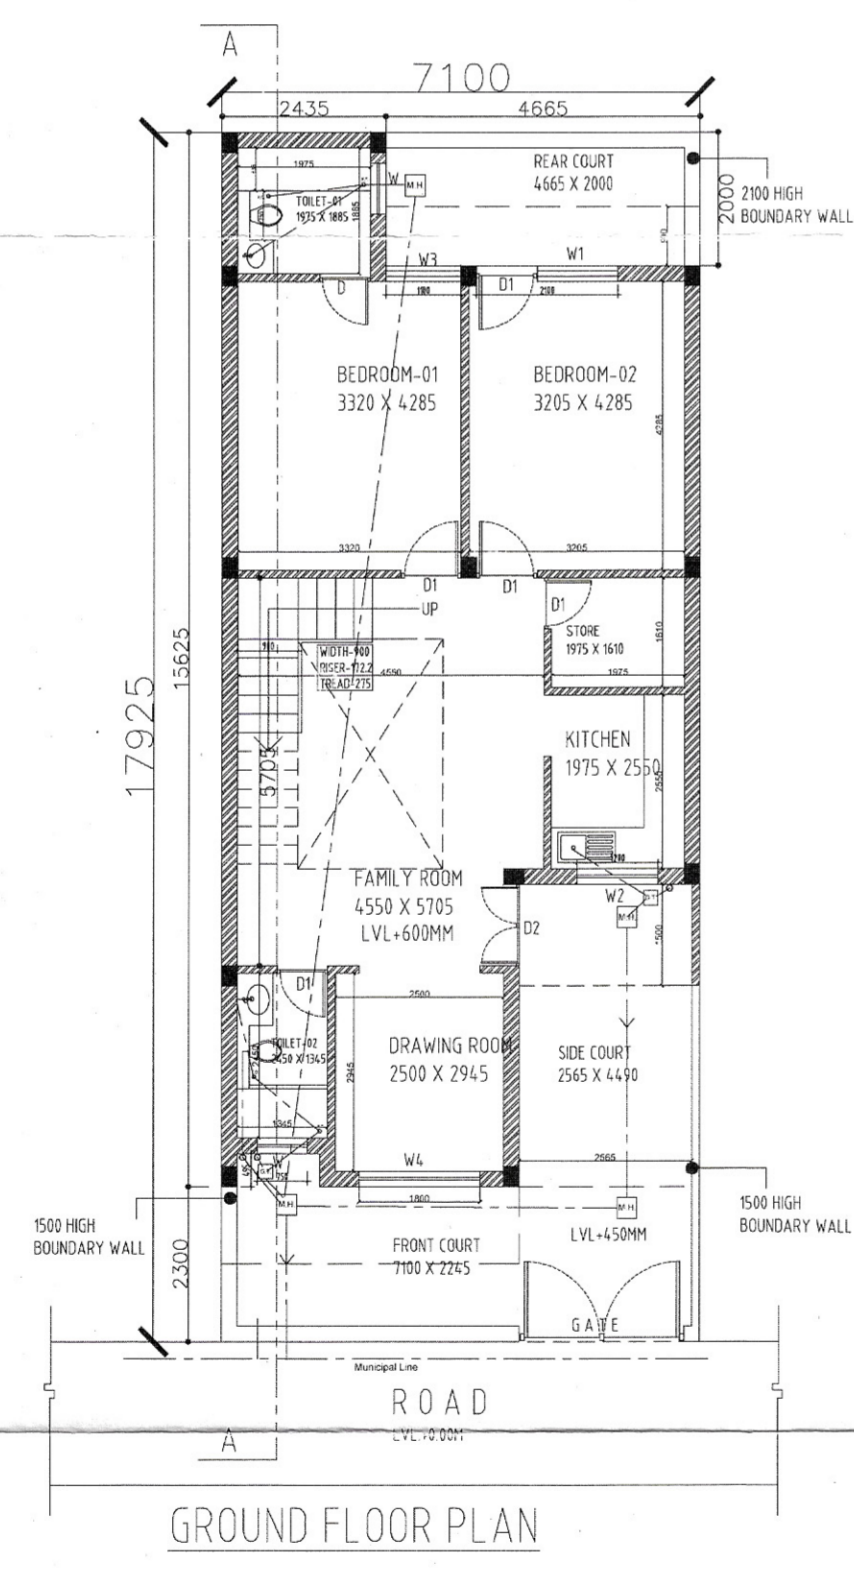 A
7100
2435
4665
REAR COURT
4665 X 2000
2000
2100 HIGH
BOUNDARY WALL
1975
W
M.H
TOILET-01
1975 X 1885
1885
W3
W1
D
D1
2100
BEDROOM-01
3320 X 4285
BEDROOM-02
3205 X 4285
4285
3320
3205
D1
D1
UP
D1
STORE
1975 X 1610
1610
WIDTH-900
RISER-172.2
TREAD-275
4550
1975
15625
17925
KITCHEN
1975 X 2550
2550
5705
FAMILY ROOM
4550 X 5705
LVL+600MM
W2
M.H.
D2
1500
D1
2500
TOILET-02
2450 X 1345
DRAWING ROOM
2500 X 2945
2945
SIDE COURT
2565 X 4490
1345
W
W4
2565
1800
M.H
M.H
1500 HIGH
BOUNDARY WALL
1500 HIGH
BOUNDARY WALL
LVL+450MM
2300
FRONT COURT
7100 X 2245
GATE
Municipal Line
ROAD
A
GROUND FLOOR PLAN